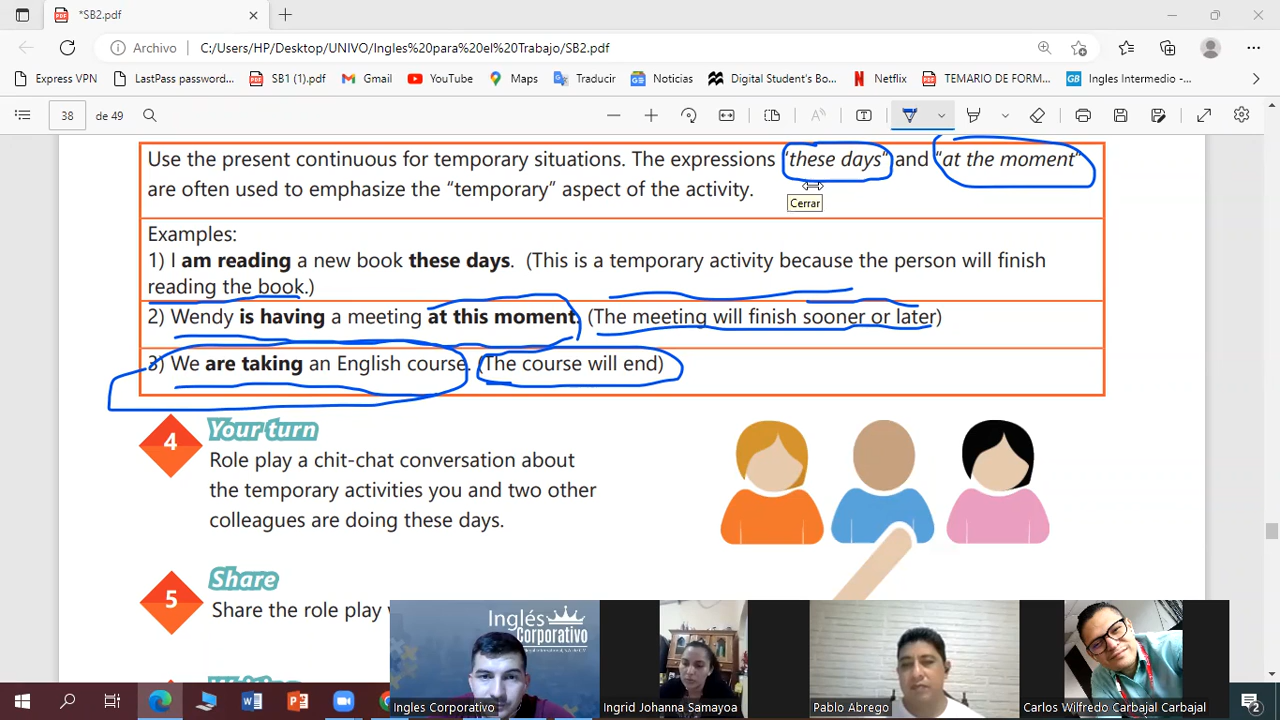 *SB2.pdf
Archivo C:/Users/HP/Desktop/UNIVO/Ingles%20para%20el%20Trabajo/SB2.pdf
Express VPN LastPass password... SB1 (1).pdf Gmail YouTube Maps Traducir Noticias Digital Student's Bo... Netflix TEMARIO DE FORM... Ingles Intermedio -...
38 de 49
Use the present continuous for temporary situations. The expressions "these days" and "at the moment"
are often used to emphasize the "temporary" aspect of the activity.
Cerrar
Examples:
1) I am reading a new book these days. (This is a temporary activity because the person will finish
reading the book.)
2) Wendy is having a meeting at this moment. (The meeting will finish sooner or later)
3) We are taking an English course. (The course will end)
4 Your turn
Role play a chit-chat conversation about
the temporary activities you and two other
colleagues are doing these days.
5 Share
Share the role play
Inglés
Corporativo
Ingles Corporativo
Ingrid Johanna Samayoa
Pablo Abrego
Carlos Wilfredo Carbajal Carbajal
2